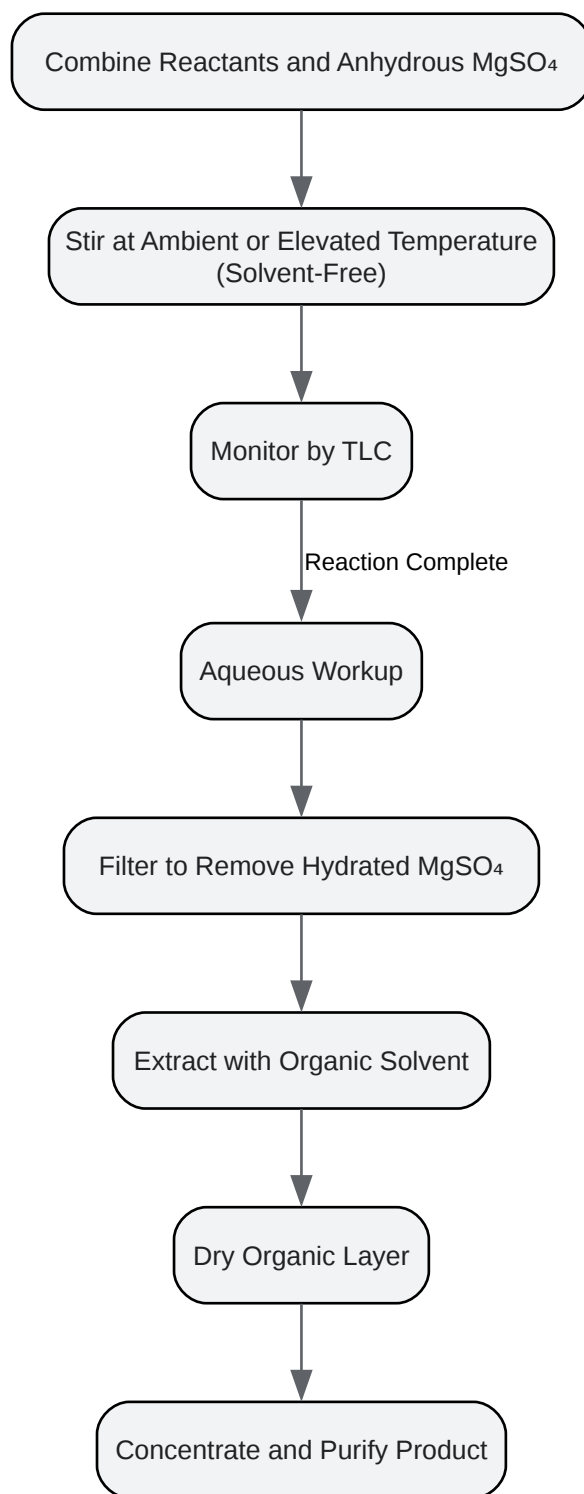 Combine Reactants and Anhydrous MgSO₄
Stir at Ambient or Elevated Temperature
(Solvent-Free)
Monitor by TLC
Reaction Complete
Aqueous Workup
Filter to Remove Hydrated MgSO₄
Extract with Organic Solvent
Dry Organic Layer
Concentrate and Purify Product